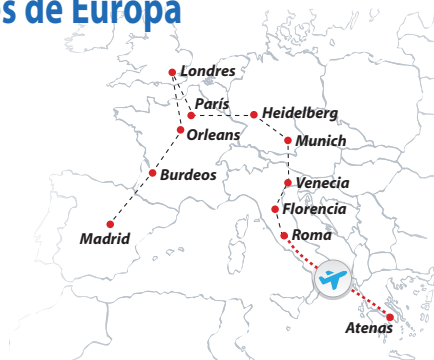 s de Europa
Londres
París
Heidelberg
Orleans
Munich
Burdeos
Venecia
Florencia
Roma
Madrid
Atenas